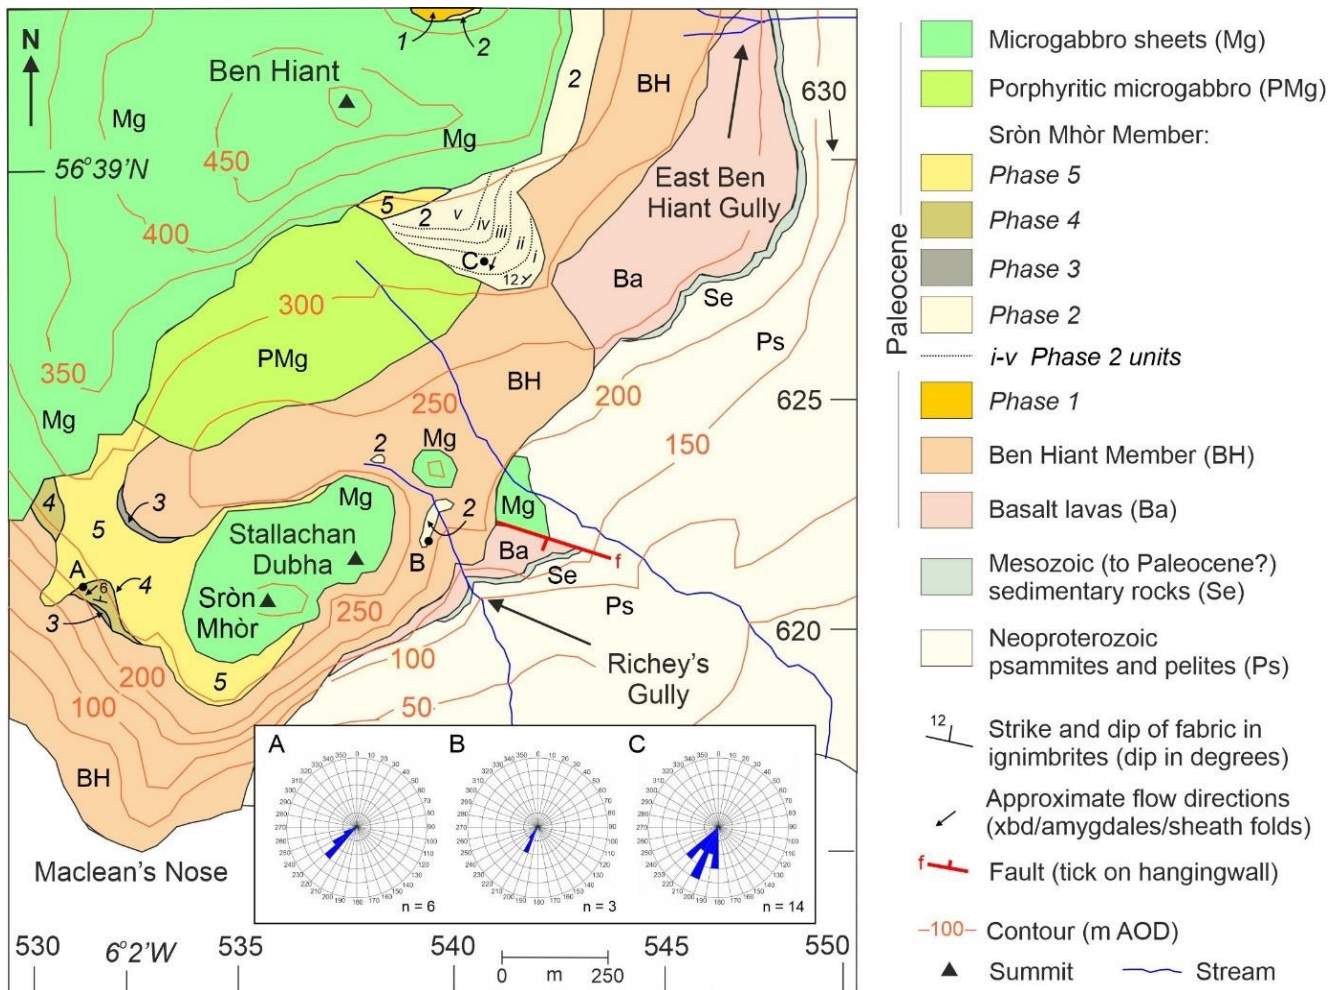 N
1
2
Ben Hiant
2
BH
630
Mg
Mg
450
56°39'N
East Ben
Hiant Gully
400
5
2
v
iv
iii
ii
i
C
12
Ba
Se
300
Ps
PMg
350
BH
200
Mg
250
625
2
Mg
150
4
3
Mg
2
Mg
5
Stallachan
Dubha
Ba
f
A
6
4
B
Se
3
Sròn
Mhòr
250
Ps
620
200
100
Richey's
Gully
5
100
50
BH
A
B
C
n = 6
n = 3
n = 14
Maclean's Nose
530
6°2'W
535
540
545
550
0
m
250
Paleocene
Microgabbro sheets (Mg)
Porphyritic microgabbro (PMg)
Sròn Mhòr Member:
Phase 5
Phase 4
Phase 3
Phase 2
i-v Phase 2 units
Phase 1
Ben Hiant Member (BH)
Basalt lavas (Ba)
Mesozoic (to Paleocene?)
sedimentary rocks (Se)
Neoproterozoic
psammites and pelites (Ps)
12
Strike and dip of fabric in
ignimbrites (dip in degrees)
Approximate flow directions
(xbd/amygdales/sheath folds)
f
Fault (tick on hangingwall)
-100- Contour (m AOD)
Summit
Stream